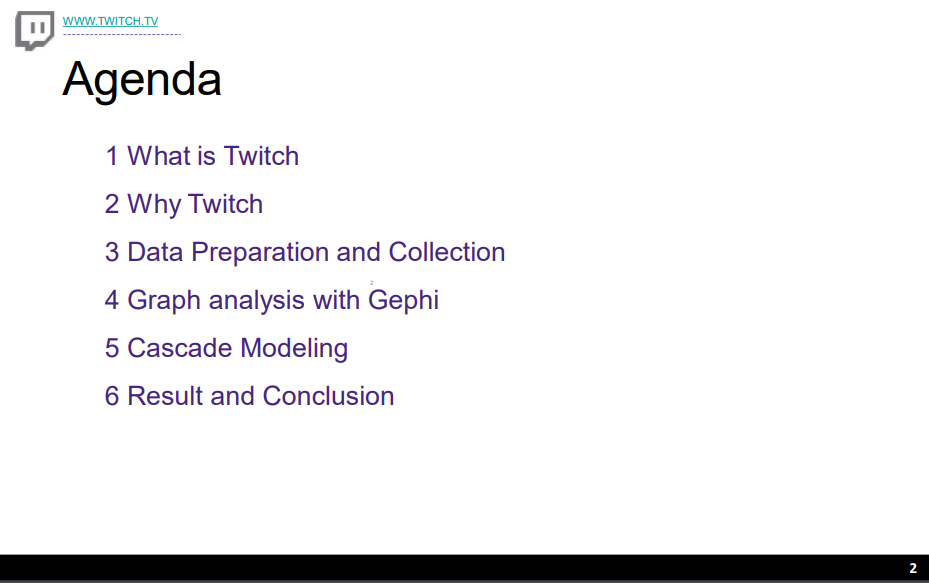 WWW.TWITCH.TV
Agenda
1 What is Twitch
2 Why Twitch
3 Data Preparation and Collection
2
4 Graph analysis with Gephi
5 Cascade Modeling
6 Result and Conclusion
2